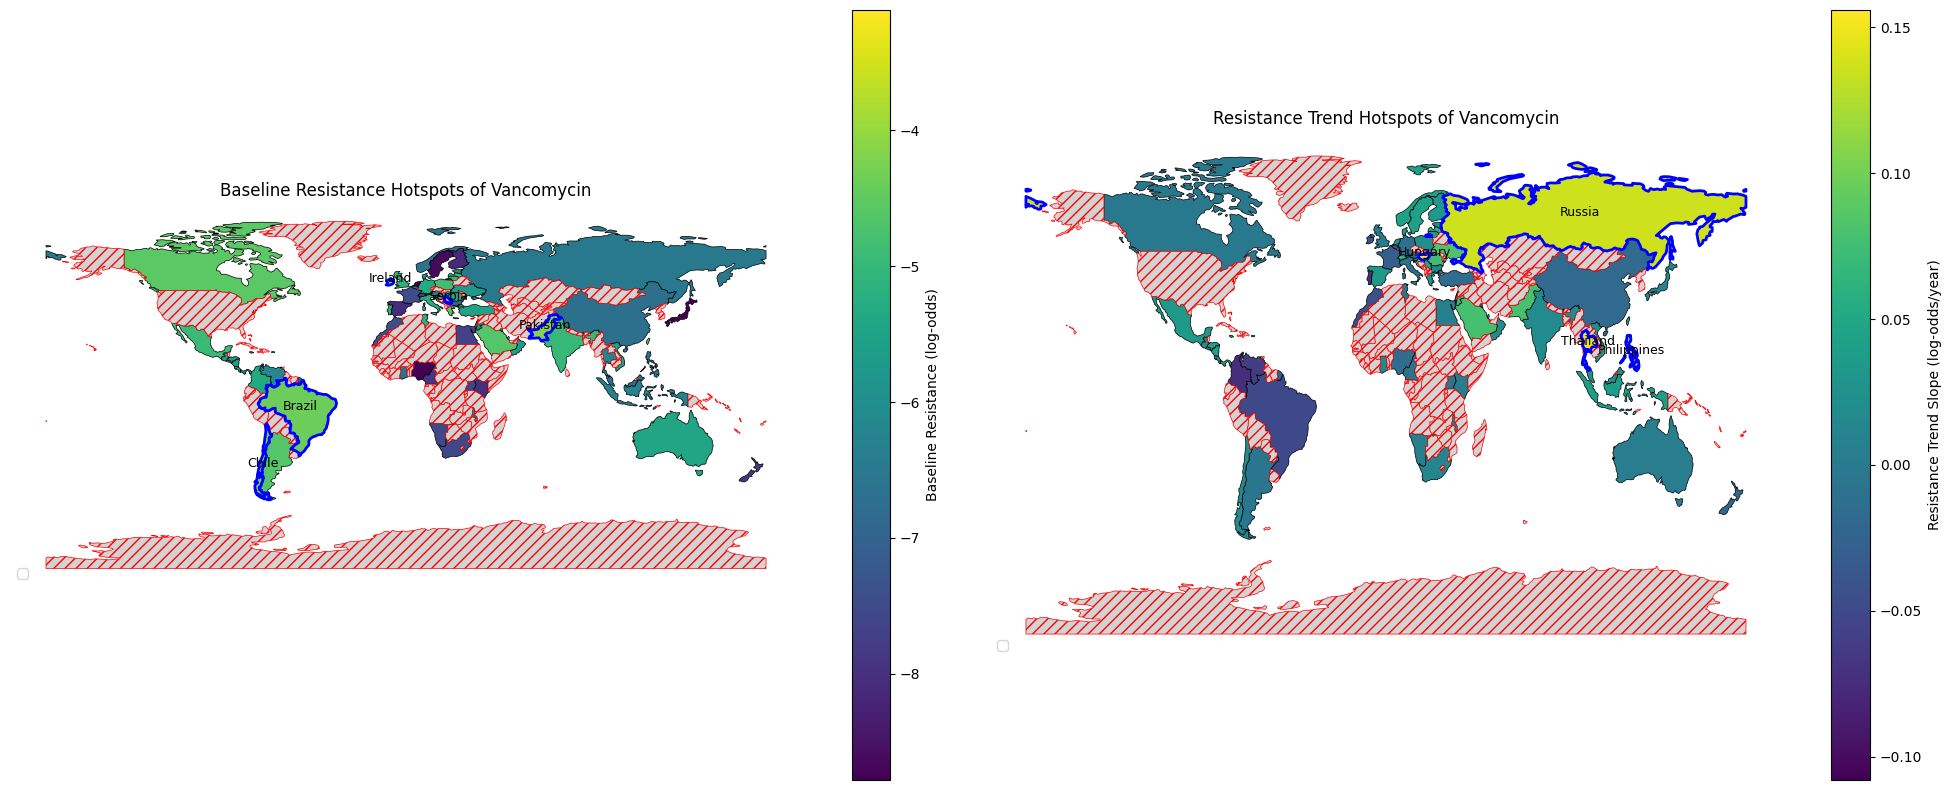 Baseline Resistance Hotspots of Vancomycin
Ireland
Serbia
Pakistan
Brazil
Chile
−4
−5
−6
−7
−8
Baseline Resistance (log-odds)
Resistance Trend Hotspots of Vancomycin
Russia
Hungary
Thailand
Philippines
0.15
0.10
0.05
0.00
−0.05
−0.10
Resistance Trend Slope (log-odds/year)